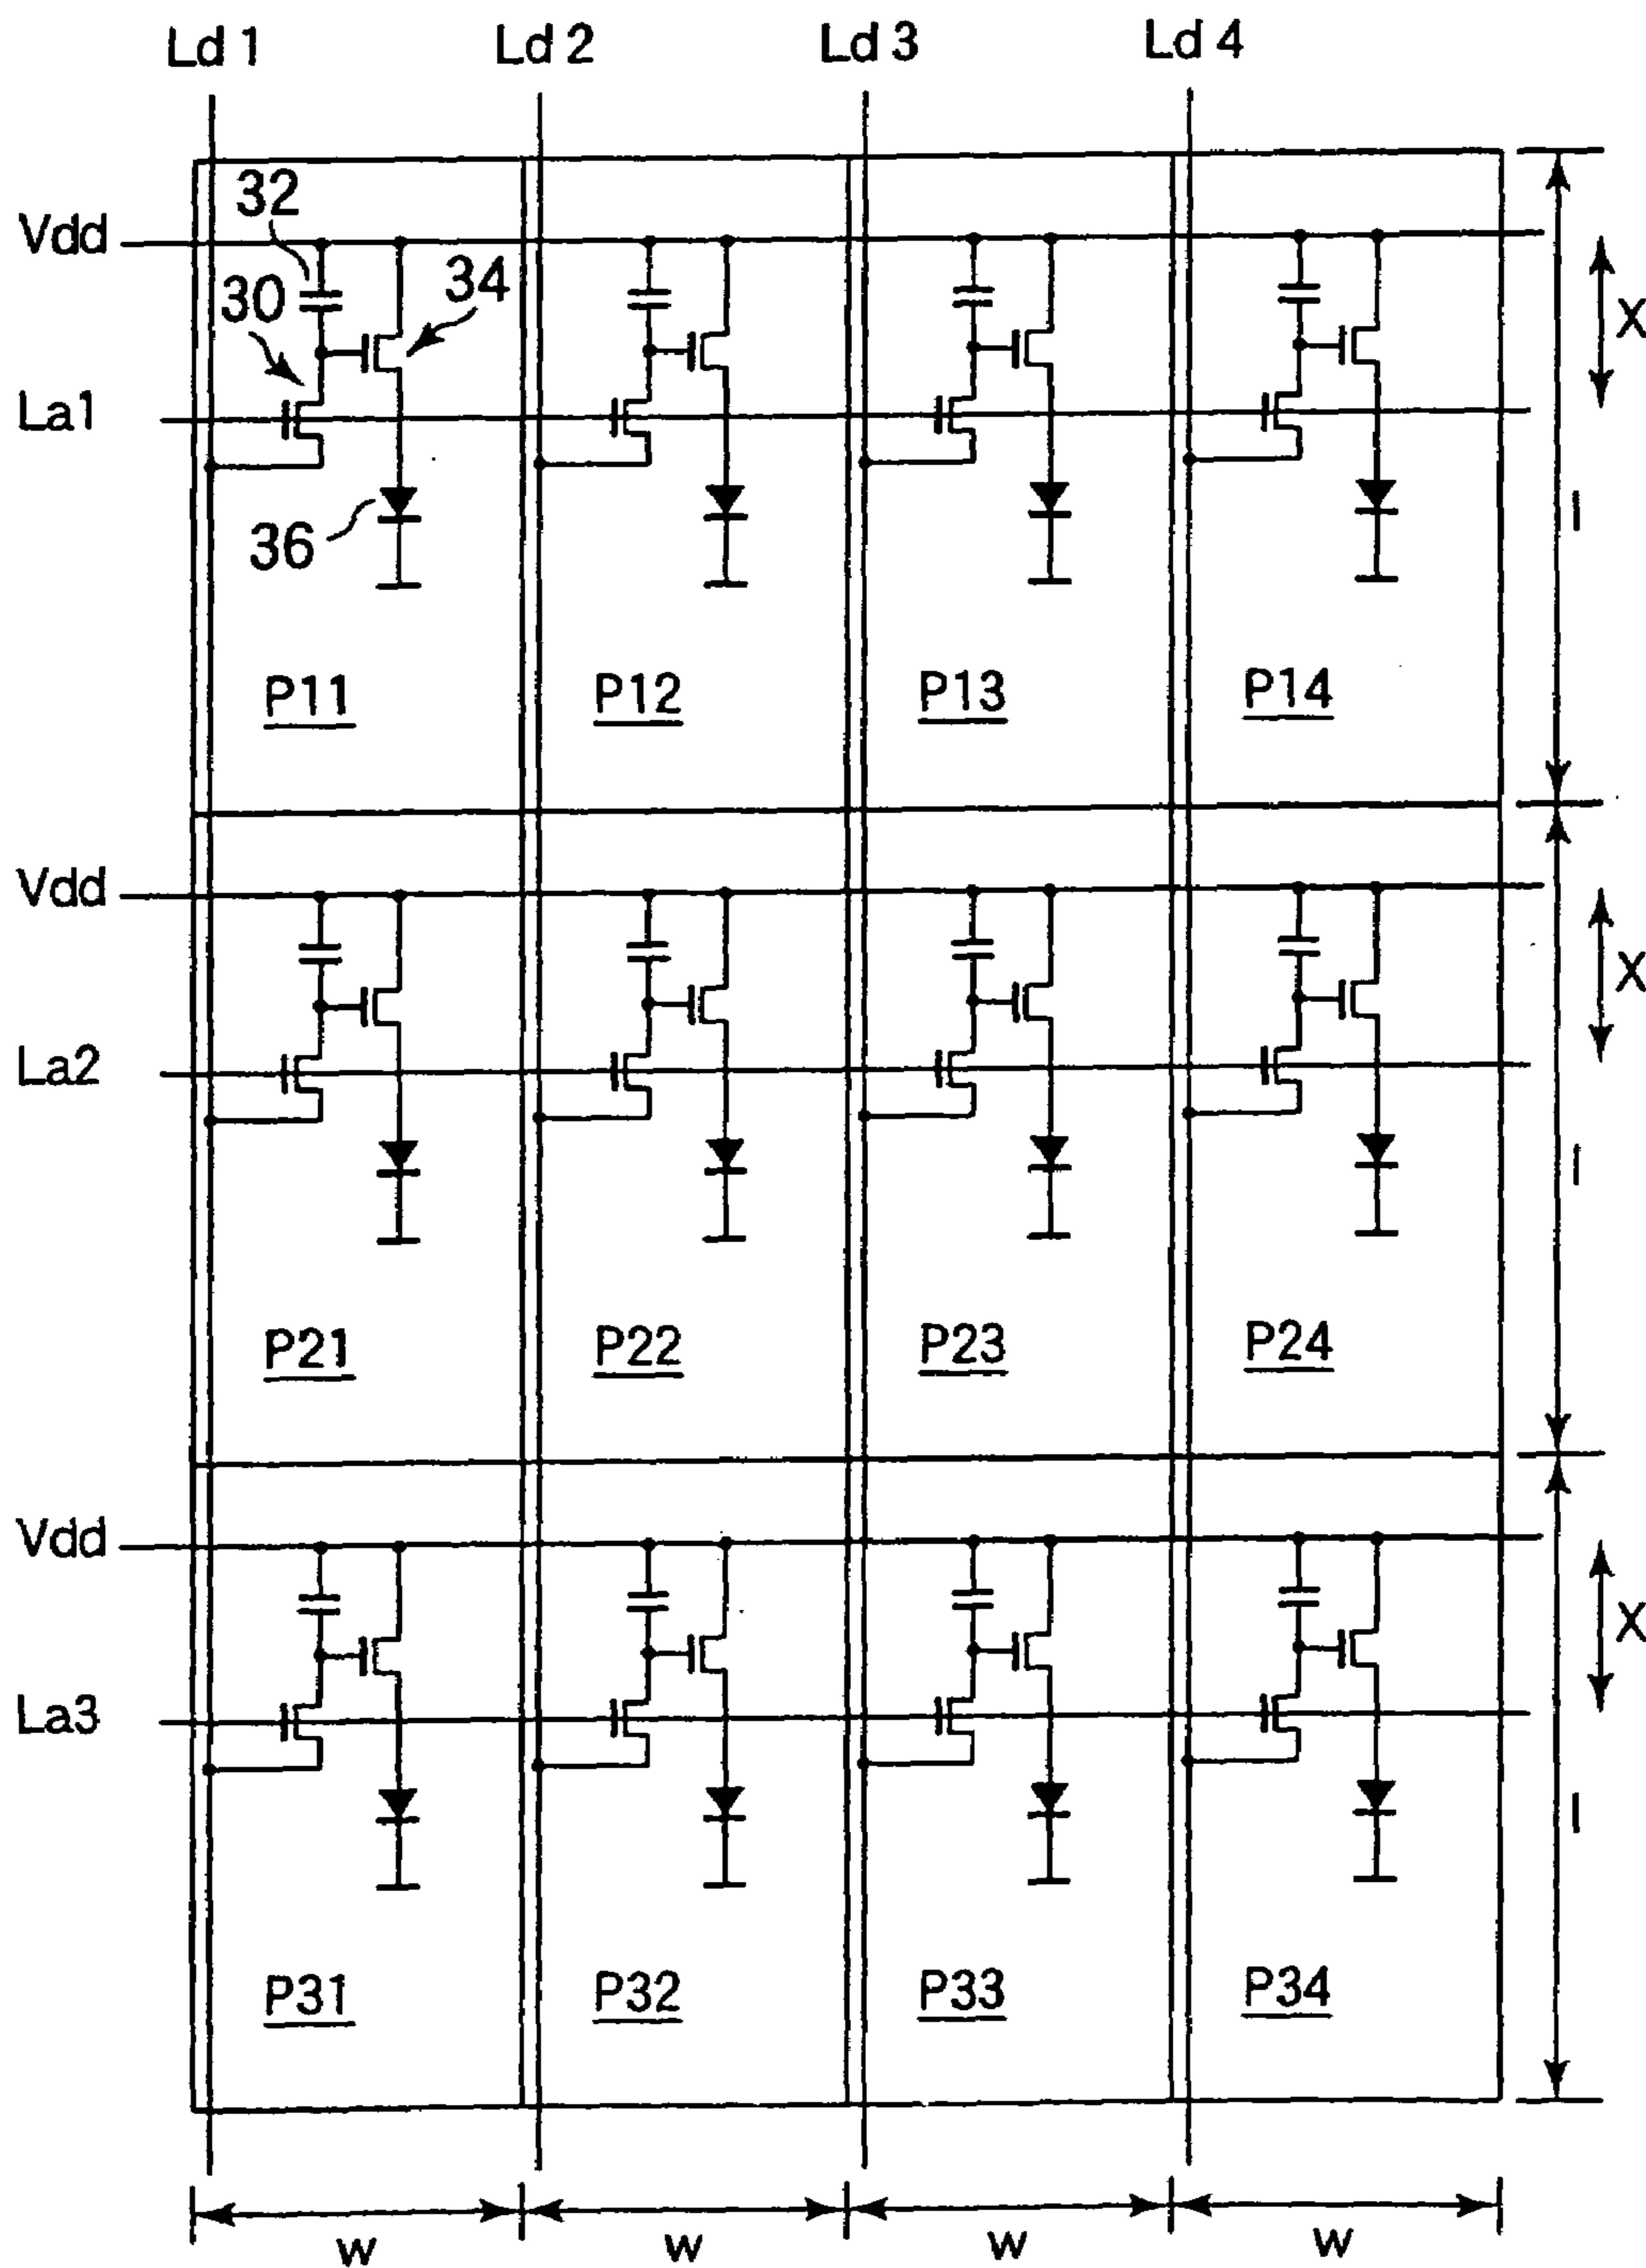 Ld 1 Ld 2 Ld 3 Ld 4
32
Vdd
30 34
X
La1
l
36
P11 P12 P13 P14
Vdd
X
La2
l
P21 P22 P23 P24
Vdd
X
La3
l
P31 P32 P33 P34
w w w w